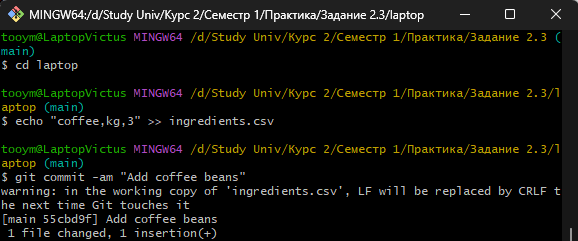 MINGW64:/d/Study Univ/Курс 2/Семестр 1/Практика/Задание 2.3/laptop
tooym@LaptopVictus MINGW64 /d/Study Univ/Курс 2/Семестр 1/Практика/Задание 2.3 (
main)
$ cd laptop
tooym@LaptopVictus MINGW64 /d/Study Univ/Курс 2/Семестр 1/Практика/Задание 2.3/l
aptop (main)
$ echo "coffee,kg,3" >> ingredients.csv
tooym@LaptopVictus MINGW64 /d/Study Univ/Курс 2/Семестр 1/Практика/Задание 2.3/l
aptop (main)
$ git commit -am "Add coffee beans"
warning: in the working copy of 'ingredients.csv', LF will be replaced by CRLF t
he next time Git touches it
[main 55cbd9f] Add coffee beans
 1 file changed, 1 insertion(+)